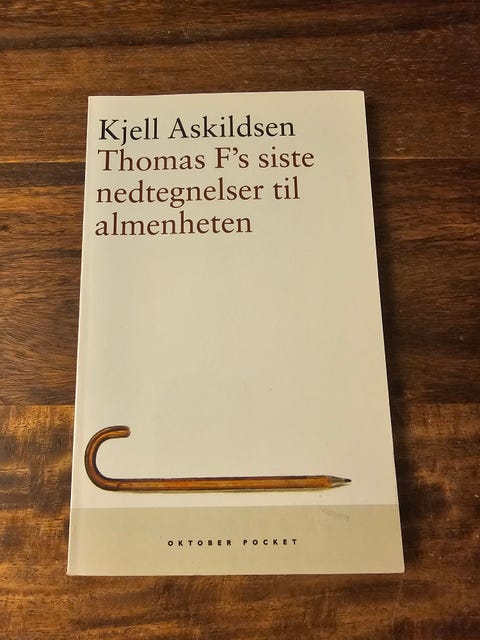 Kjell Askildsen
Thomas F's siste
nedtegnelser til
almenheten
OKTOBER POCKET